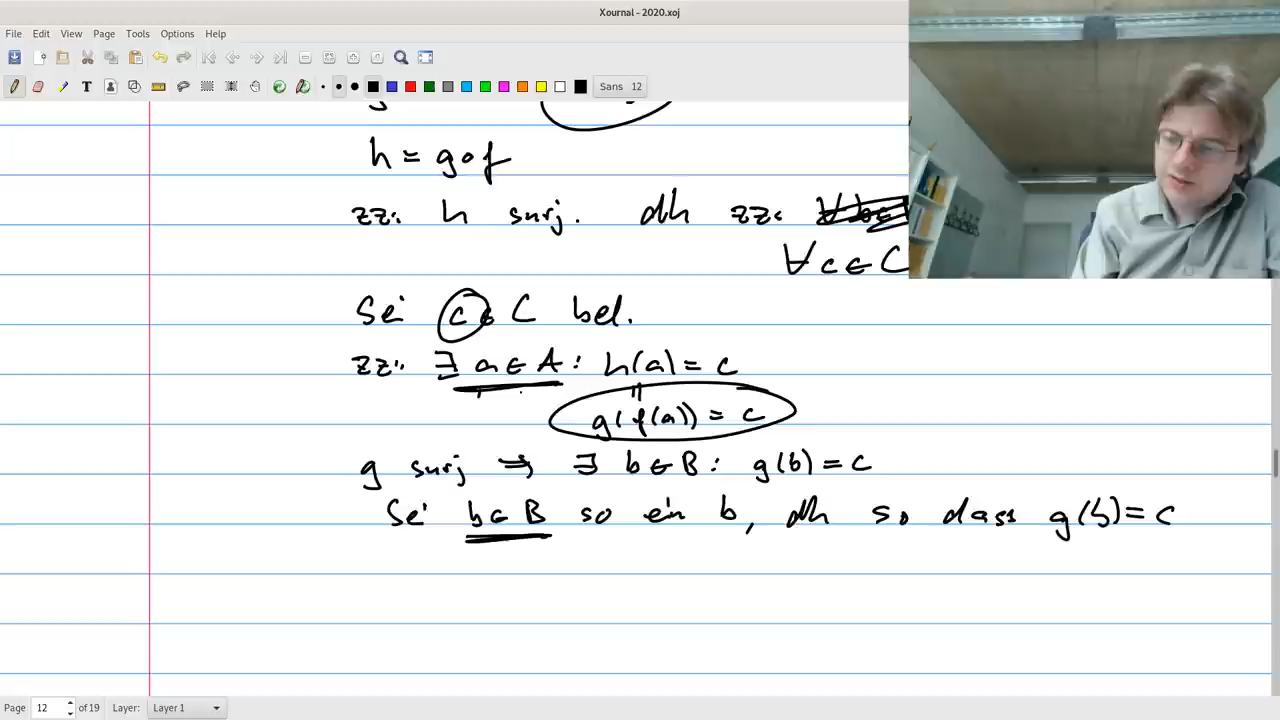 Xournal - 2020.xoj
File Edit View Page Tools Options Help
Sans 12
h = g∘f
zz: h surj. dh zz:
∀ c ∈ C
Sei c ∈ C bel.
zz: ∃ a ∈ A : h(a) = c
g(f(a)) = c
g surj ⇒ ∃ b ∈ B : g(b) = c
Sei b ∈ B so ein b, dh so dass g(b) = c
Page 12 of 19 Layer: Layer 1